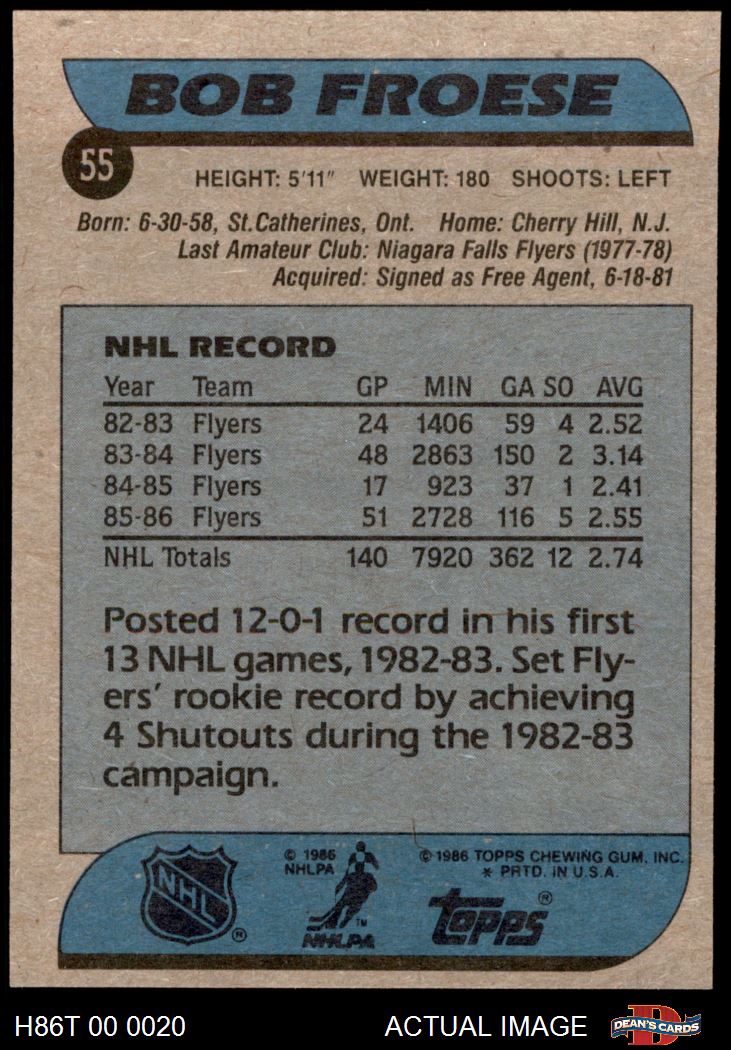 BOB FROESE
55
HEIGHT: 5'11" WEIGHT: 180 SHOOTS: LEFT
Born: 6-30-58, St. Catherines, Ont. Home: Cherry Hill, N.J.
Last Amateur Club: Niagara Falls Flyers (1977-78)
Acquired: Signed as Free Agent, 6-18-81
NHL RECORD
Year Team GP MIN GA SO AVG
82-83 Flyers 24 1406 59 4 2.52
83-84 Flyers 48 2863 150 2 3.14
84-85 Flyers 17 923 37 1 2.41
85-86 Flyers 51 2728 116 5 2.55
NHL Totals 140 7920 362 12 2.74
Posted 12-0-1 record in his first
13 NHL games, 1982-83. Set Fly-
ers' rookie record by achieving
4 Shutouts during the 1982-83
campaign.
NHL ®
© 1986
NHLPA
TM
NHLPA
© 1986 TOPPS CHEWING GUM, INC.
* PRTD. IN U.S.A.
topps ®
H86T 00 0020 ACTUAL IMAGE
D
DEAN'S CARDS